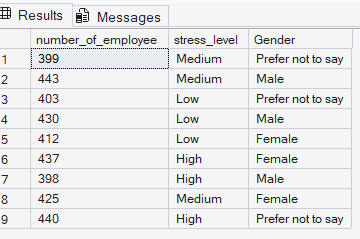 Results Messages
number_of_employee stress_level Gender
1 399 Medium Prefer not to say
2 443 Medium Male
3 403 Low Prefer not to say
4 430 Low Male
5 412 Low Female
6 437 High Female
7 398 High Male
8 425 Medium Female
9 440 High Prefer not to say